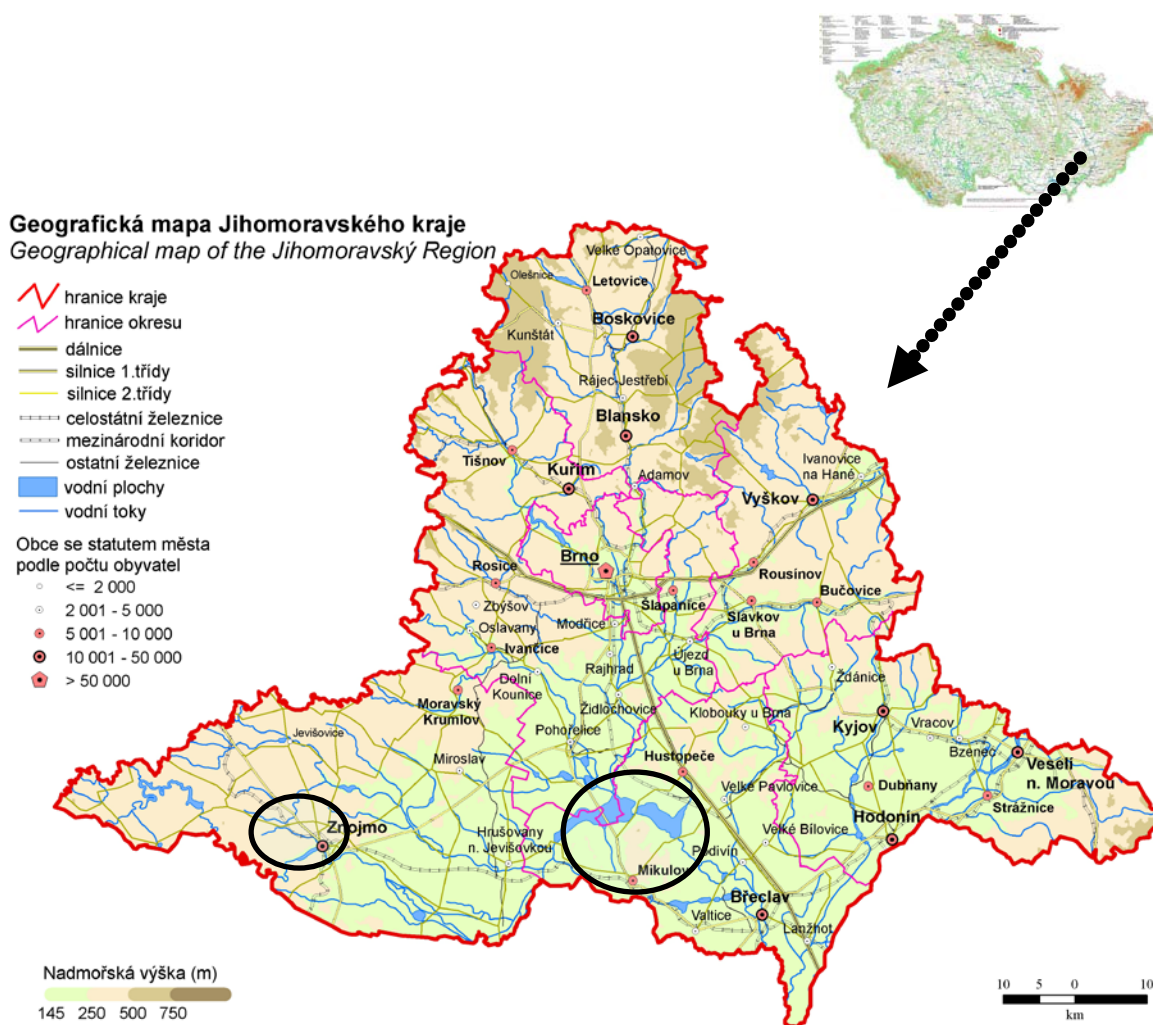 Geografická mapa Jihomoravského kraje
Geographical map of the Jihomoravský Region
hranice kraje
hranice okresu
dálnice
silnice 1.třídy
silnice 2.třídy
celostátní železnice
mezinárodní koridor
ostatní železnice
vodní plochy
vodní toky
Obce se statutem města
podle počtu obyvatel
<= 2 000
2 001 - 5 000
5 001 - 10 000
10 001 - 50 000
> 50 000
Velké Opatovice
Olešnice
Letovice
Boskovice
Kunštát
Rájec-Jestřebí
Blansko
Tišnov
Kuřim
Adamov
Ivanovice
na Hané
Vyškov
Brno
Rosice
Rousínov
Zbýšov
Šlapanice
Bučovice
Slavkov
u Brna
Oslavany
Modřice
Ivančice
Rajhrad
Újezd
u Brna
Ždánice
Dolní
Kounice
Moravský
Krumlov
Židlochovice
Klobouky u Brna
Kyjov
Vracov
Bzenec
Jevišovice
Pohořelice
Miroslav
Hustopeče
Veselí
n. Moravou
Velké Pavlovice
Dubňany
Strážnice
Znojmo
Hrušovany
n. Jevišovkou
Velké Bílovice
Hodonín
Podivín
Mikulov
Břeclav
Valtice
Lanžhot
Nadmořská výška (m)
145 250 500 750
10 5 0 10
km